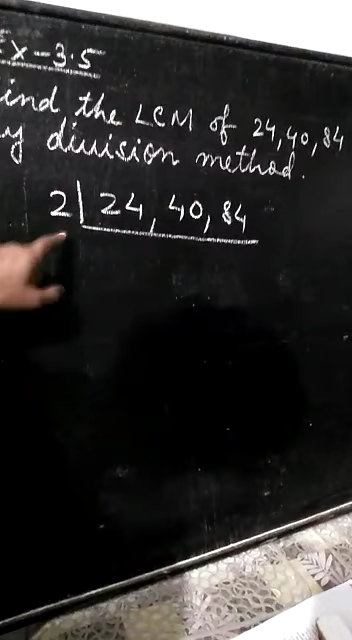 Ex-3.5
ind the LCM of 24,40,84
y division method.
2| 24, 40, 84